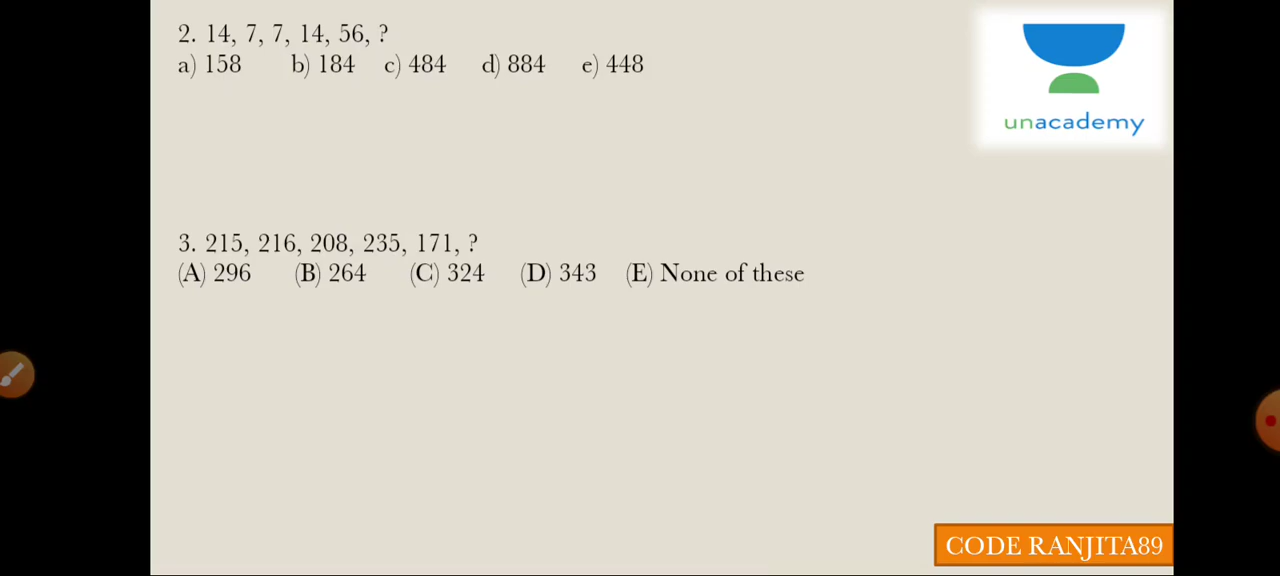 2. 14, 7, 7, 14, 56, ?
a) 158 b) 184 c) 484 d) 884 e) 448
unacademy
3. 215, 216, 208, 235, 171, ?
(A) 296 (B) 264 (C) 324 (D) 343 (E) None of these
CODE RANJITA89